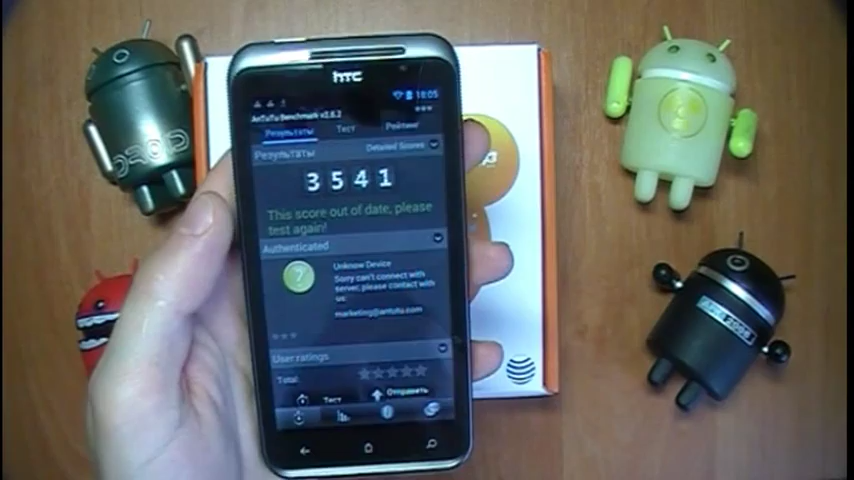 hTC
18:05
AnTuTu Benchmark v2.8.2
Результаты Тест Рейтинг
Результаты Detailed Scores
3541
This score out of date, please
test again!
Authenticated
Unknow Device
Sorry can't connect with
server, please contact with
us:
marketing@antutu.com
User ratings
Total:
Тест Отправить